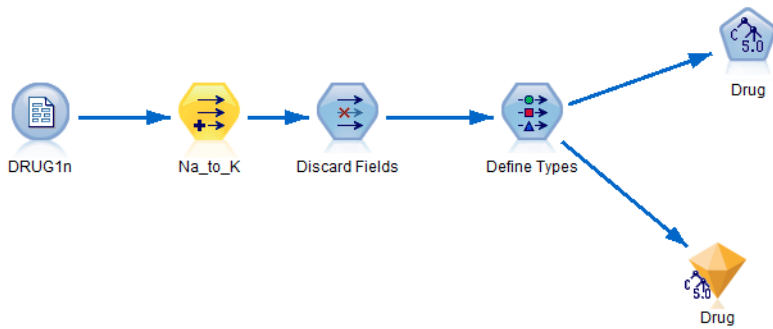 C 5.0
Drug
DRUG1n
Na_to_K
Discard Fields
Define Types
C 5.0
Drug